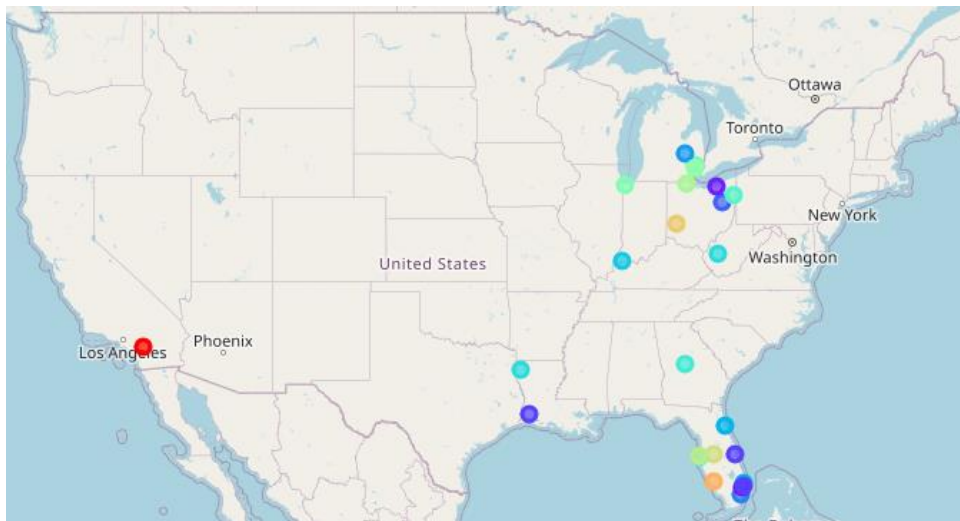 Ottawa
Toronto
New York
Washington
United States
Phoenix
Los Angeles